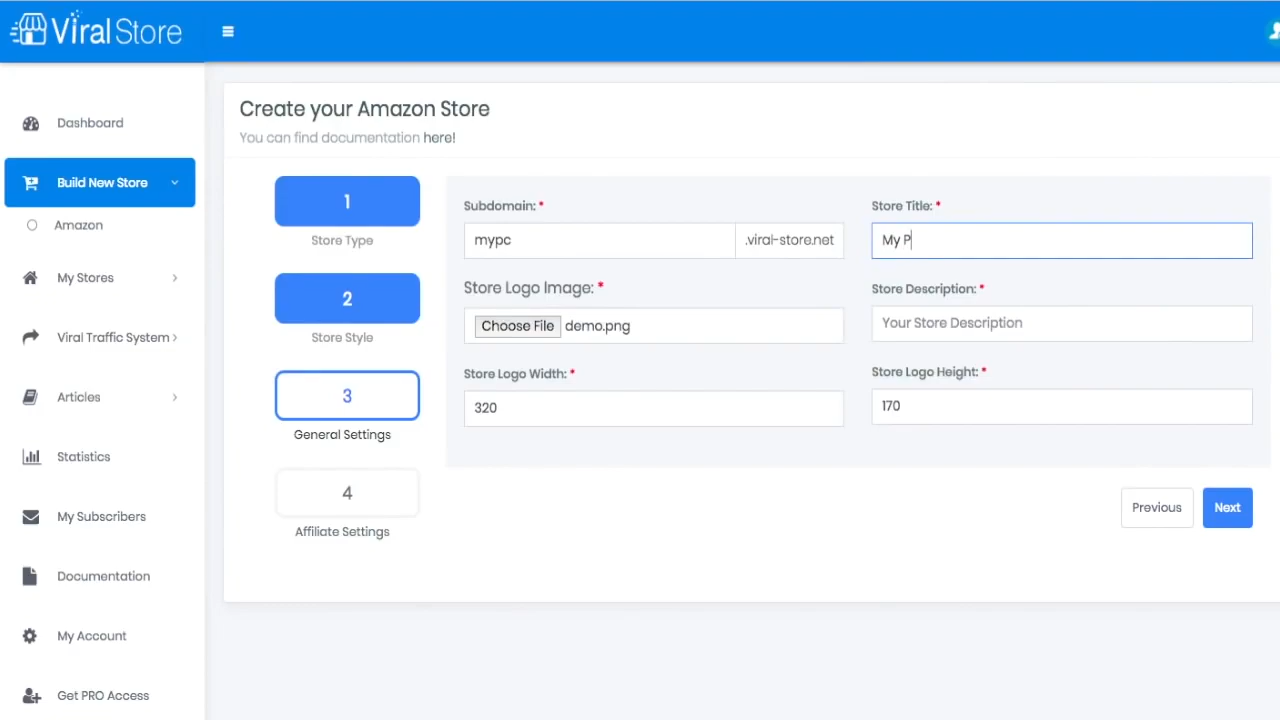 Viral Store
Dashboard
Build New Store
Amazon
My Stores
Viral Traffic System
Articles
Statistics
My Subscribers
Documentation
My Account
Get PRO Access
Create your Amazon Store
You can find documentation here!
1
Store Type
2
Store Style
3
General Settings
4
Affiliate Settings
Subdomain: *
mypc .viral-store.net
Store Title: *
My P
Store Logo Image: *
Choose File demo.png
Store Description: *
Your Store Description
Store Logo Width: *
320
Store Logo Height: *
170
Previous
Next